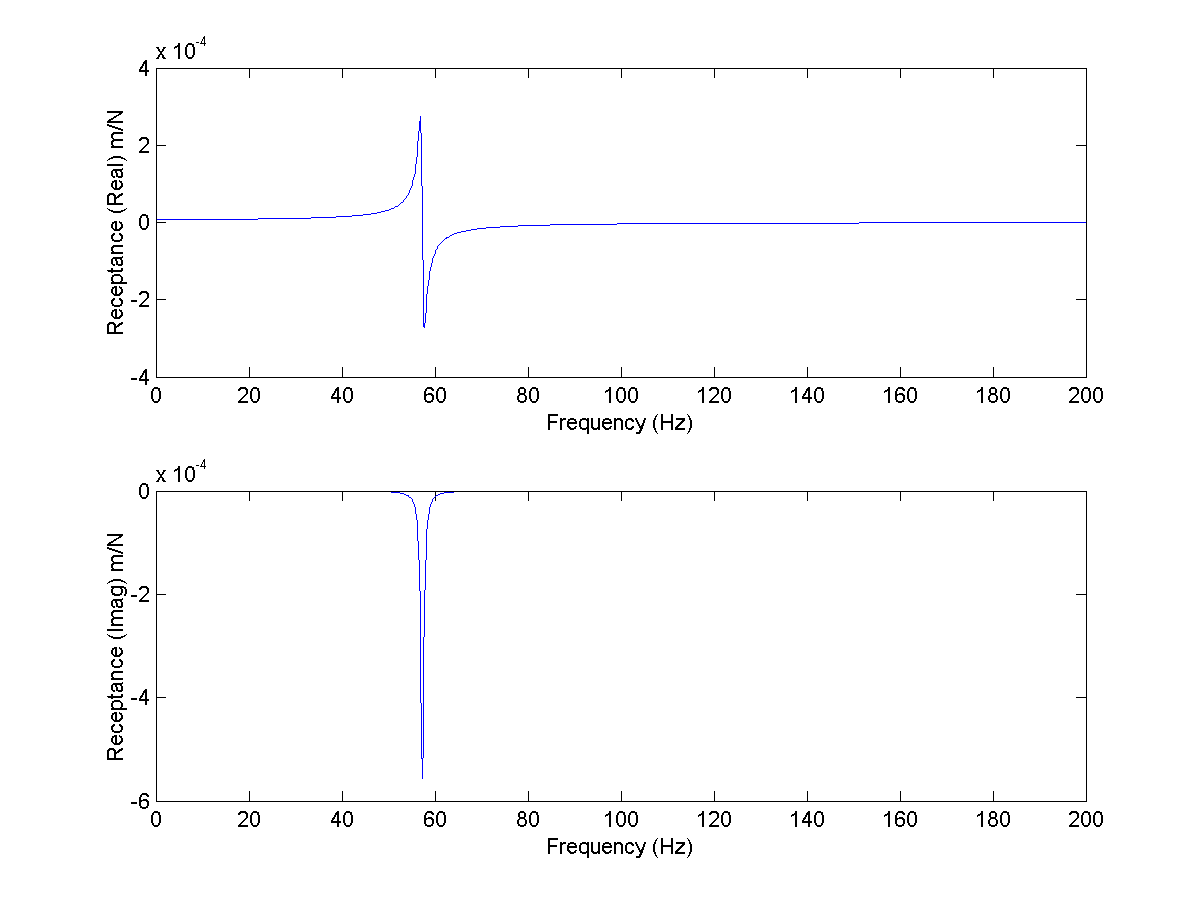 x 10-4
4
2
0
-2
-4
Receptance (Real) m/N
0 20 40 60 80 100 120 140 160 180 200
Frequency (Hz)
x 10-4
0
-2
-4
-6
Receptance (Imag) m/N
0 20 40 60 80 100 120 140 160 180 200
Frequency (Hz)